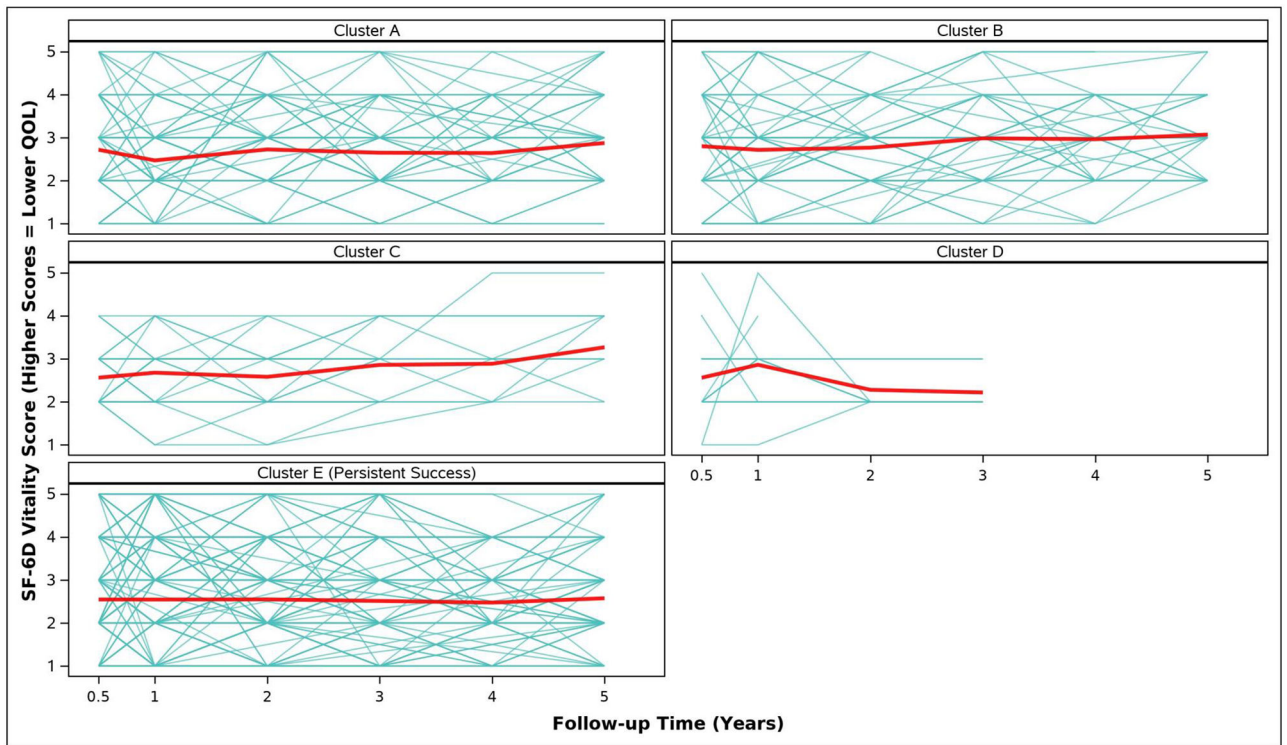 Cluster A
Cluster B
5
4
3
2
1
Cluster C
Cluster D
5
4
3
2
1
0.5 1 2 3 4 5
Cluster E (Persistent Success)
5
4
3
2
1
0.5 1 2 3 4 5
SF-6D Vitality Score (Higher Scores = Lower QOL)
Follow-up Time (Years)